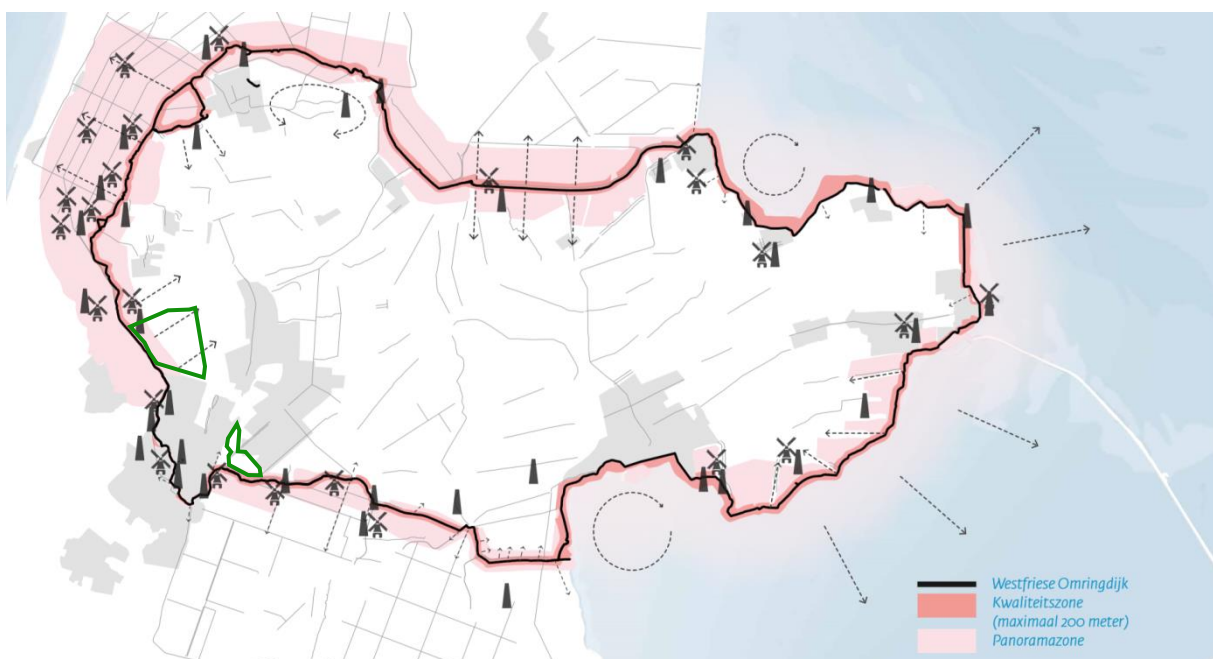 Westfriese Omringdijk
Kwaliteitszone
(maximaal 200 meter)
Panoramazone